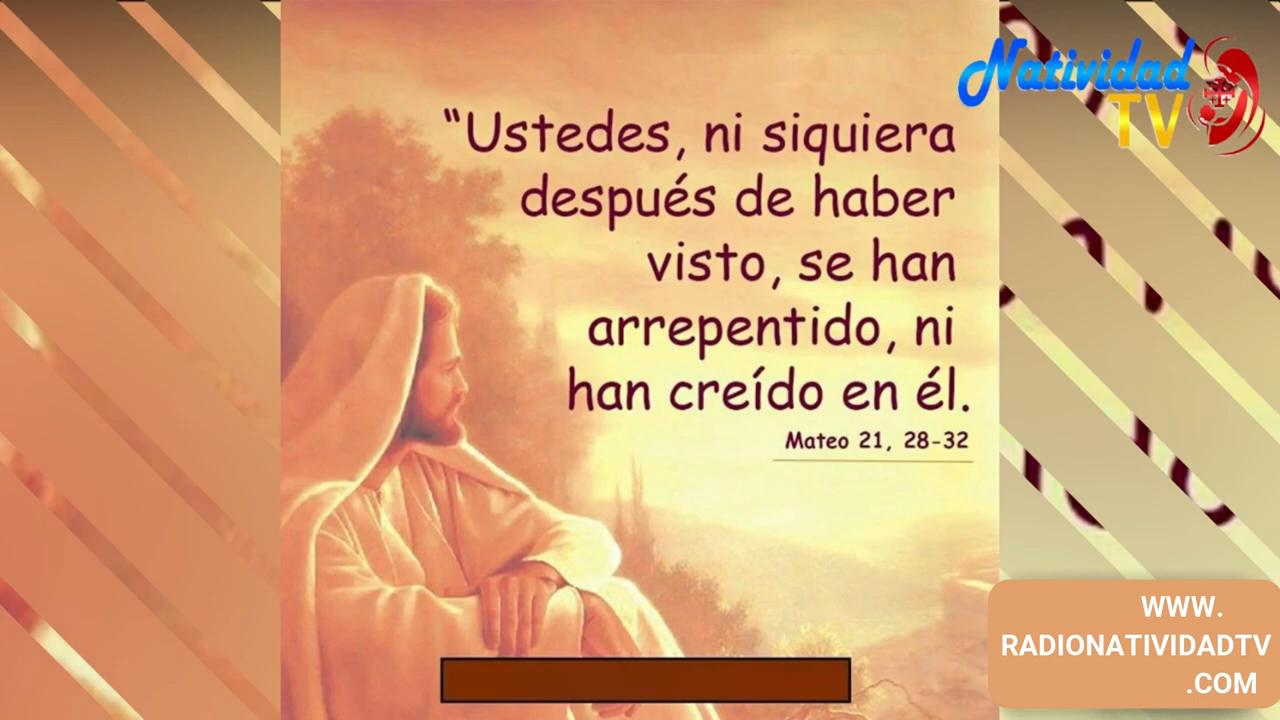 Natividad
TV
“Ustedes, ni siquiera
después de haber
visto, se han
arrepentido, ni
han creído en él.
Mateo 21, 28-32
WWW.
RADIONATIVIDADTV
.COM